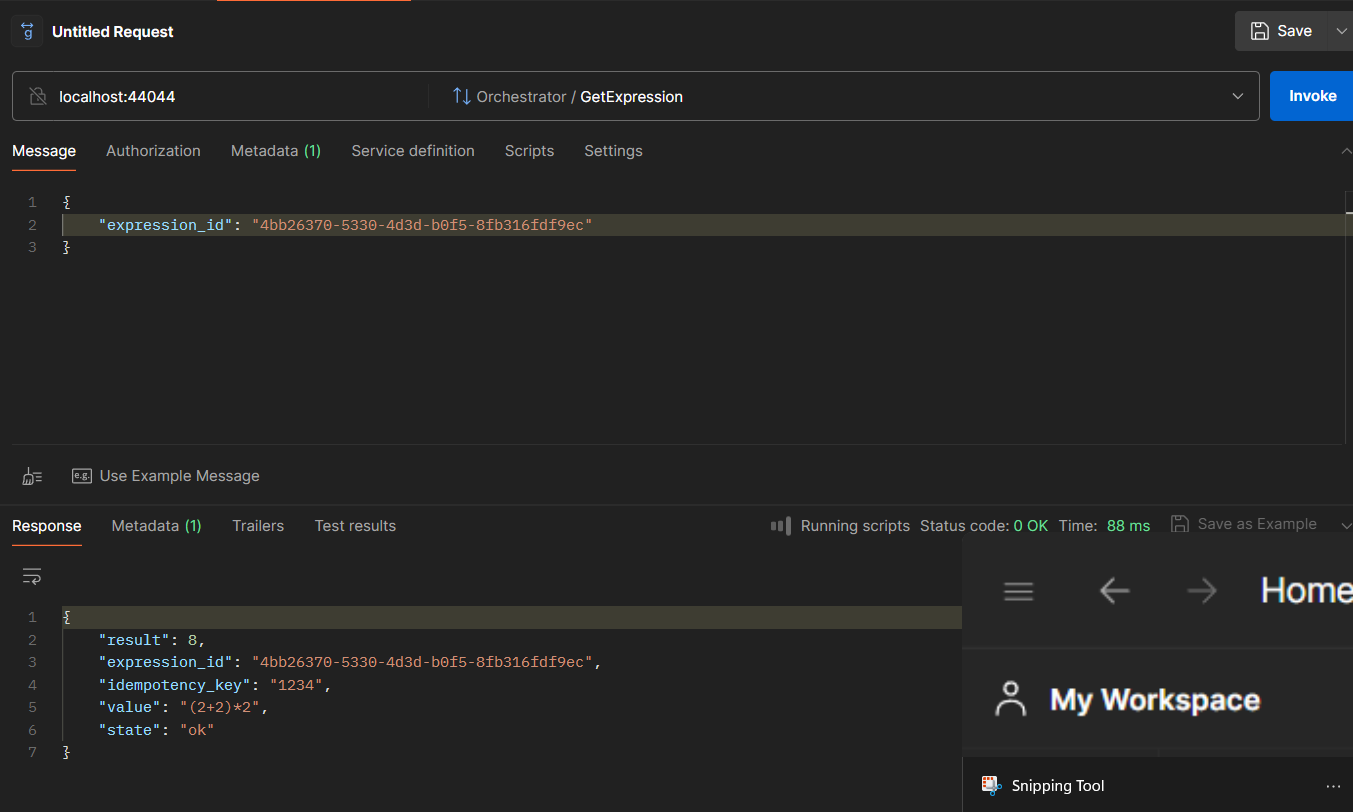 Untitled Request
Save
localhost:44044
Orchestrator / GetExpression
Invoke
Message
Authorization
Metadata (1)
Service definition
Scripts
Settings
1 {
2 "expression_id": "4bb26370-5330-4d3d-b0f5-8fb316fdf9ec"
3 }
e.g. Use Example Message
Response
Metadata (1)
Trailers
Test results
Running scripts
Status code: 0 OK
Time: 88 ms
Save as Example
1 {
2 "result": 8,
3 "expression_id": "4bb26370-5330-4d3d-b0f5-8fb316fdf9ec",
4 "idempotency_key": "1234",
5 "value": "(2+2)*2",
6 "state": "ok"
7 }
Home
My Workspace
Snipping Tool